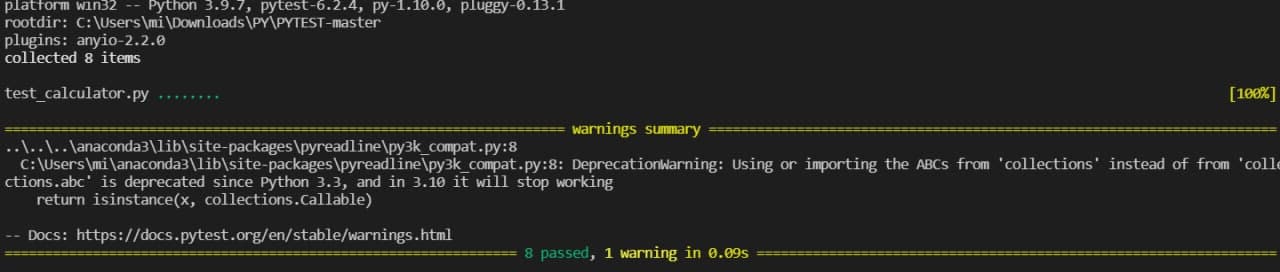 platform win32 -- Python 3.9.7, pytest-6.2.4, py-1.10.0, pluggy-0.13.1
rootdir: C:\Users\mi\Downloads\PY\PYTEST-master
plugins: anyio-2.2.0
collected 8 items
test_calculator.py ........ [100%]
warnings summary
..\..\..\anaconda3\lib\site-packages\pyreadline\py3k_compat.py:8
C:\Users\mi\anaconda3\lib\site-packages\pyreadline\py3k_compat.py:8: DeprecationWarning: Using or importing the ABCs from 'collections' instead of from 'colle
ctions.abc' is deprecated since Python 3.3, and in 3.10 it will stop working
return isinstance(x, collections.Callable)
-- Docs: https://docs.pytest.org/en/stable/warnings.html
8 passed, 1 warning in 0.09s